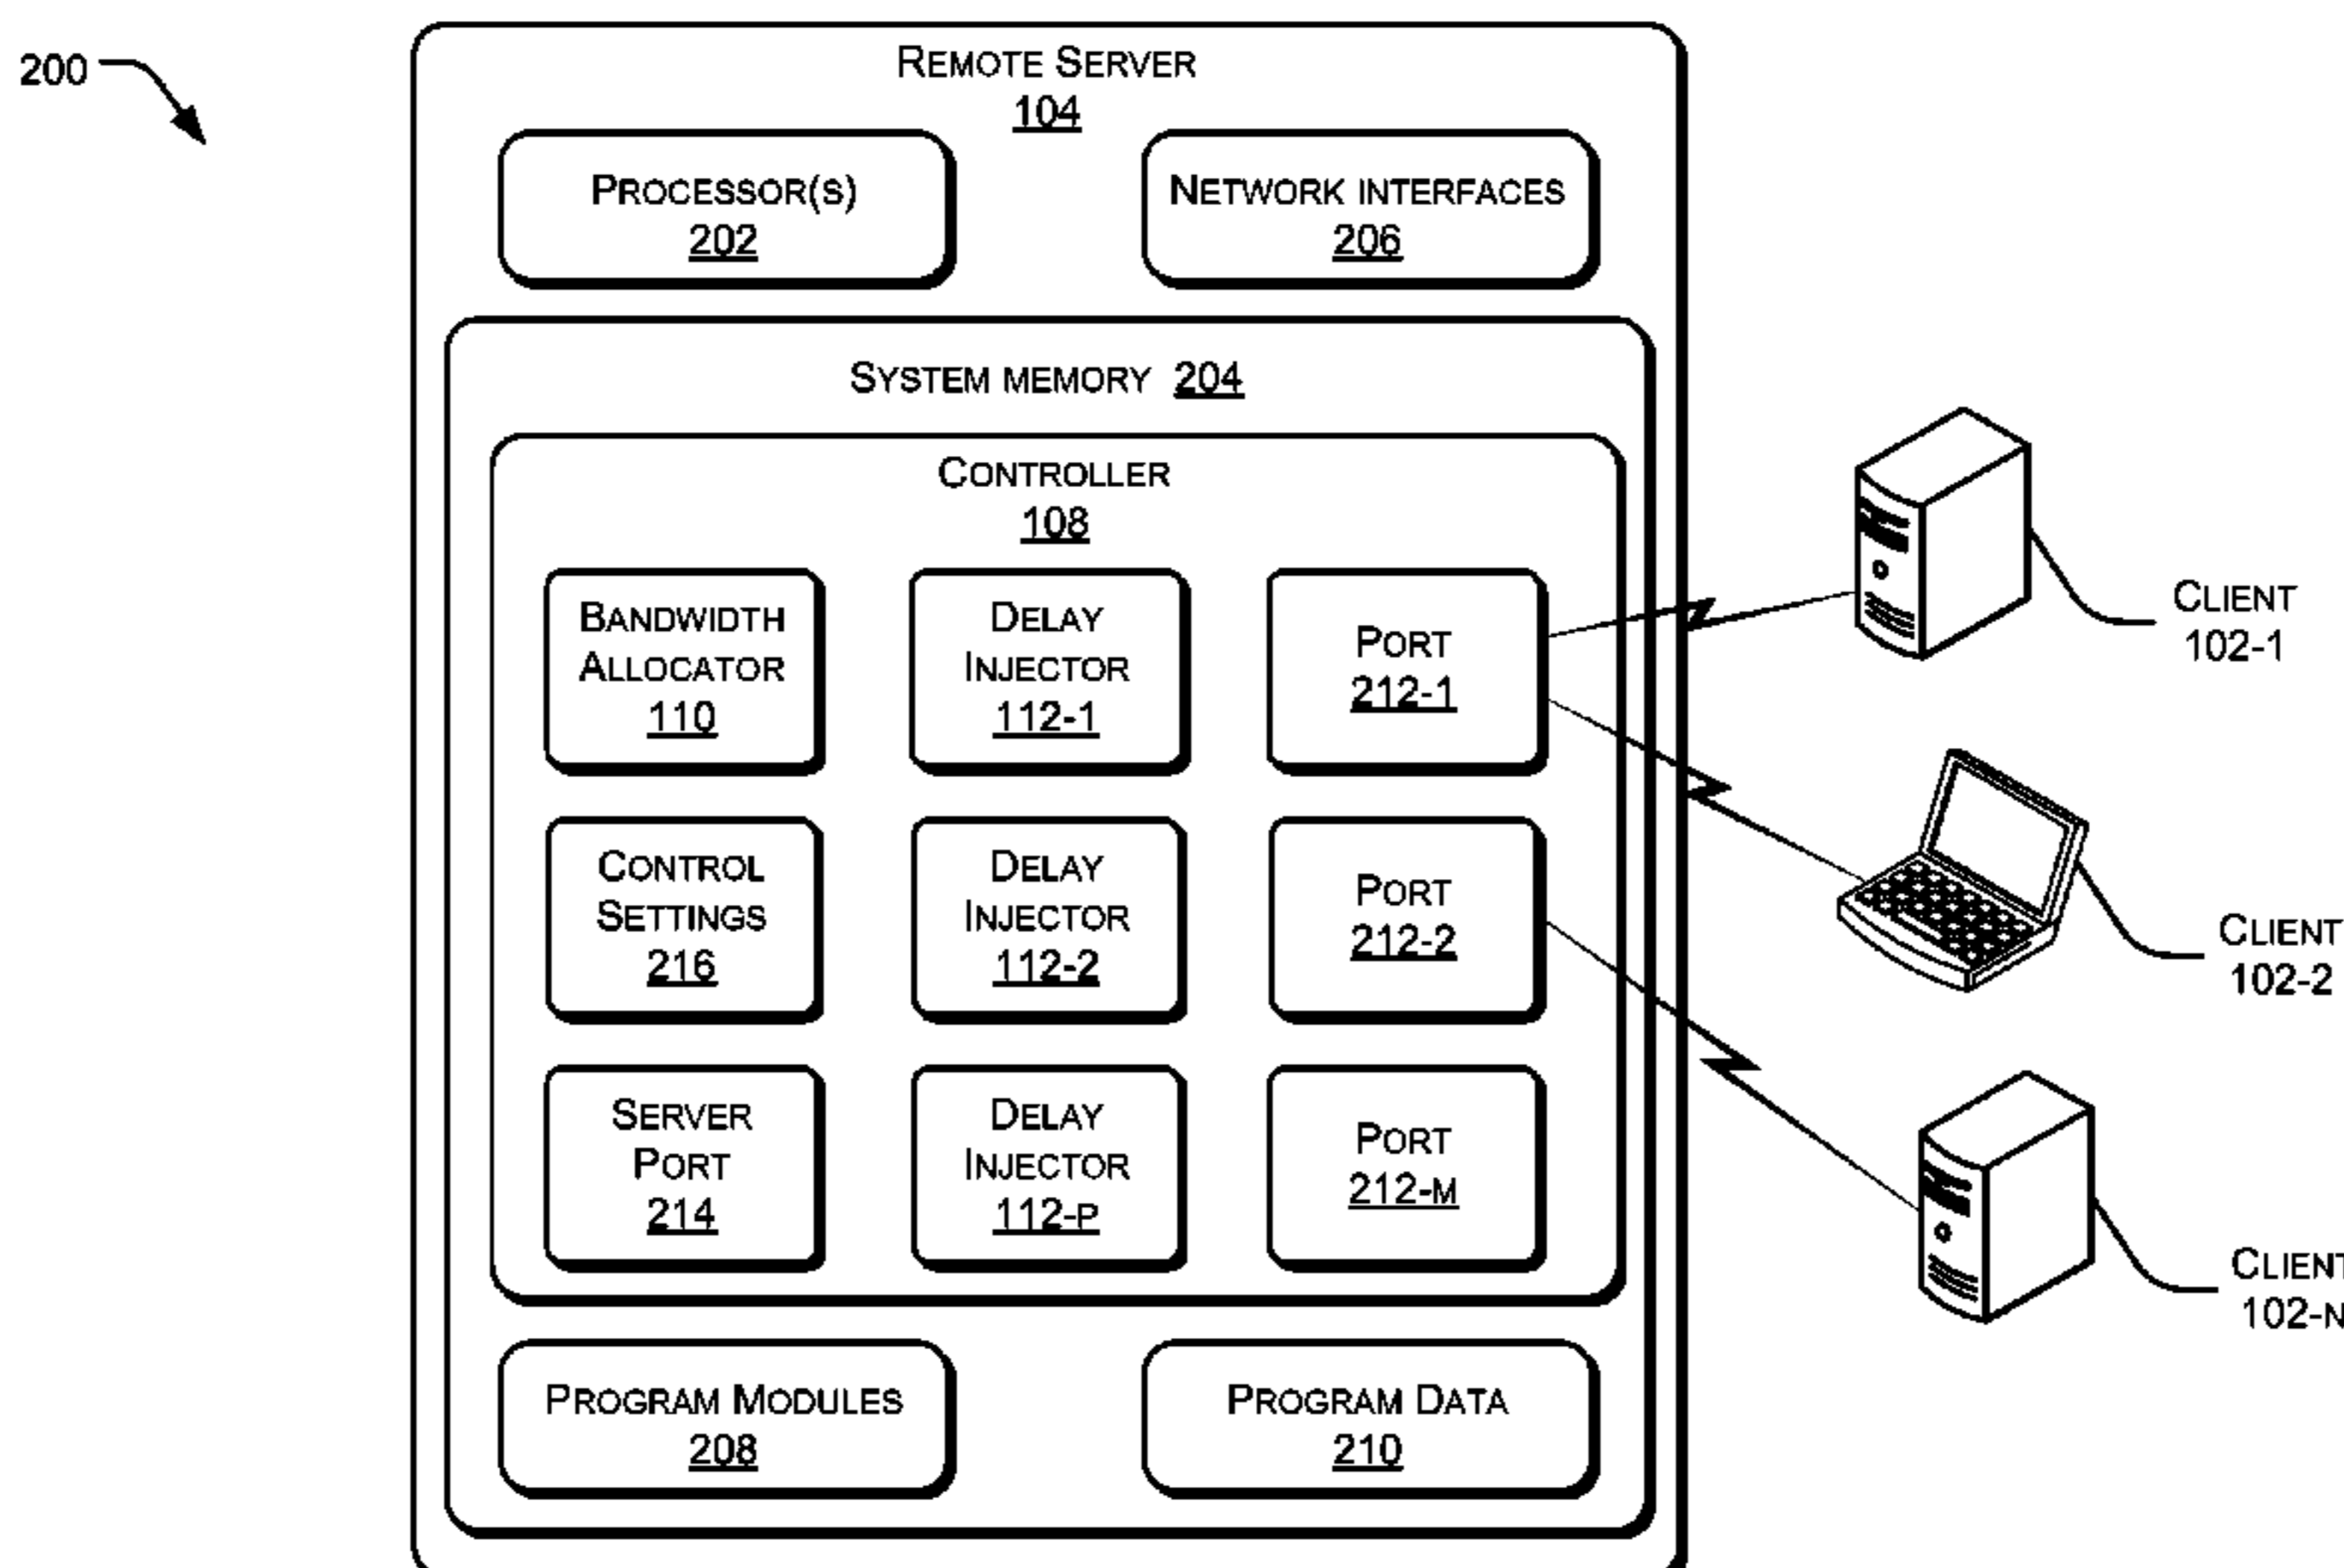 200
REMOTE SERVER
104
PROCESSOR(S)
202
NETWORK INTERFACES
206
SYSTEM MEMORY 204
CONTROLLER
108
BANDWIDTH
ALLOCATOR
110
DELAY
INJECTOR
112-1
PORT
212-1
CONTROL
SETTINGS
216
DELAY
INJECTOR
112-2
PORT
212-2
SERVER
PORT
214
DELAY
INJECTOR
112-P
PORT
212-M
PROGRAM MODULES
208
PROGRAM DATA
210
CLIENT
102-1
CLIENT
102-2
CLIENT
102-N